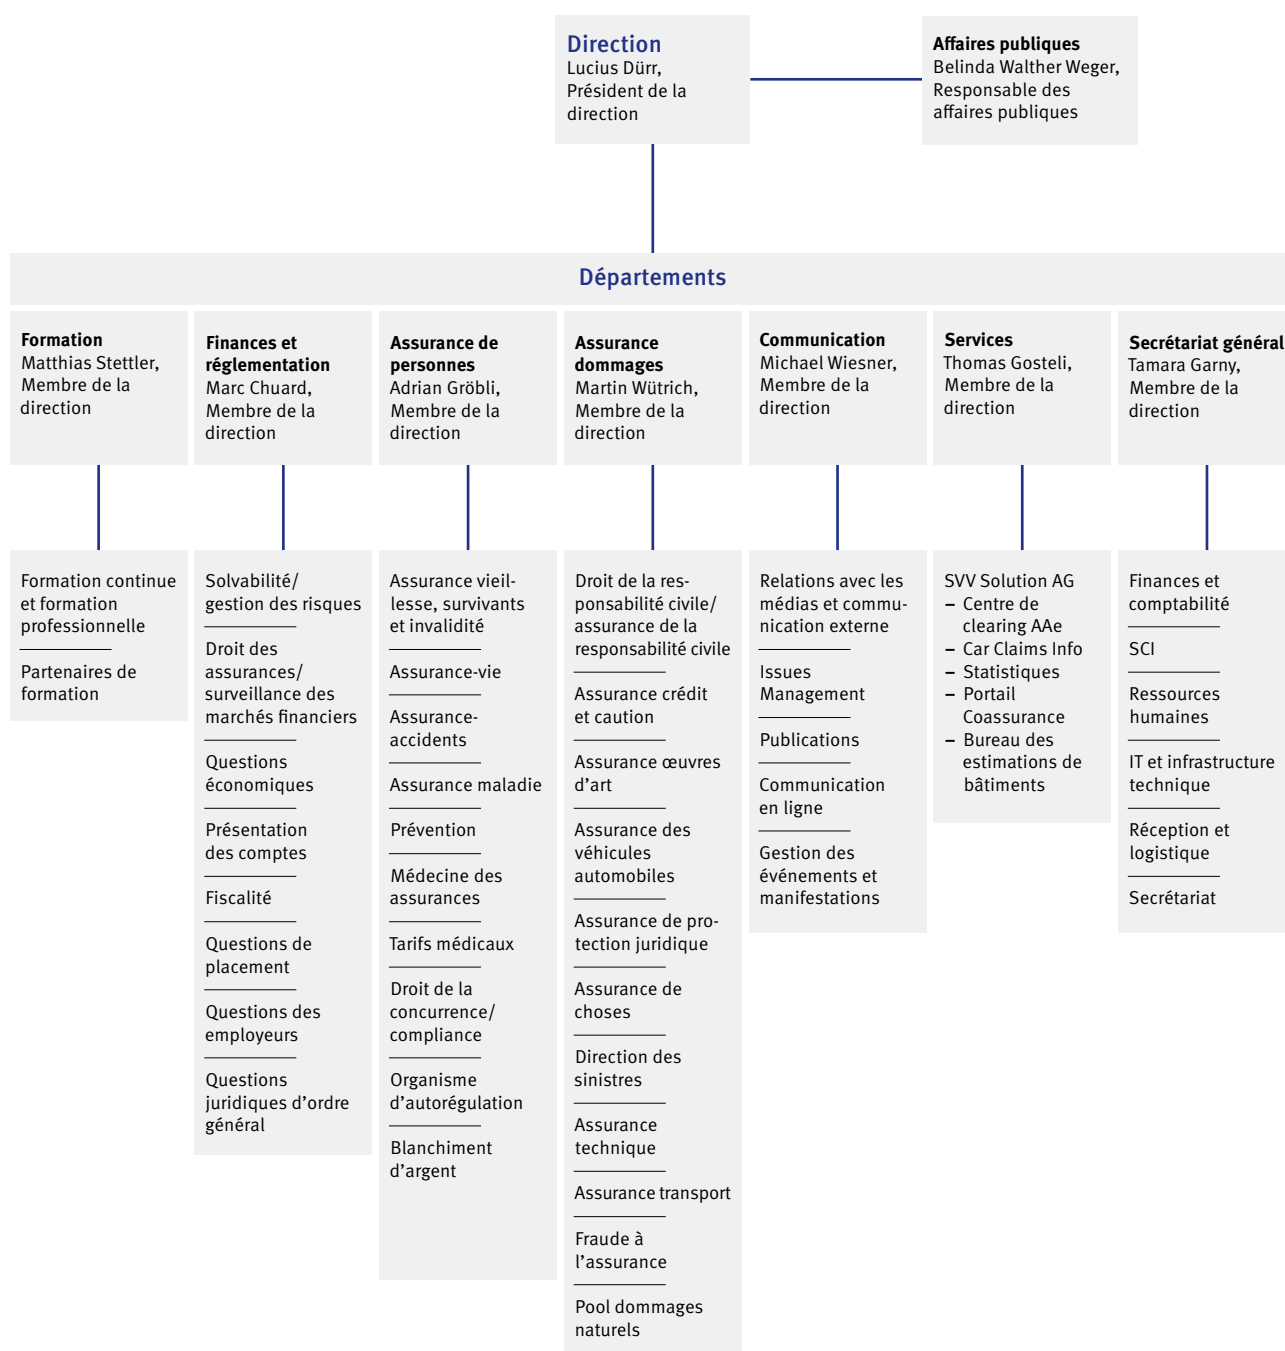 Direction
Lucius Dürr,
Président de la
direction
Affaires publiques
Belinda Walther Weger,
Responsable des
affaires publiques
Départements
Formation
Matthias Stettler,
Membre de la
direction
Finances et
réglementation
Marc Chuard,
Membre de la
direction
Assurance de
personnes
Adrian Gröbli,
Membre de la
direction
Assurance
dommages
Martin Wütrich,
Membre de la
direction
Communication
Michael Wiesner,
Membre de la
direction
Services
Thomas Gosteli,
Membre de la
direction
Secrétariat général
Tamara Garny,
Membre de la
direction
Formation continue
et formation
professionnelle
Partenaires de
formation
Solvabilité/
gestion des risques
Droit des
assurances/
surveillance des
marchés financiers
Questions
économiques
Présentation
des comptes
Fiscalité
Questions de
placement
Questions des
employeurs
Questions
juridiques d’ordre
général
Assurance vieil-
lesse, survivants
et invalidité
Assurance-vie
Assurance-
accidents
Assurance maladie
Prévention
Médecine des
assurances
Tarifs médicaux
Droit de la
concurrence/
compliance
Organisme
d’autorégulation
Blanchiment
d’argent
Droit de la res-
ponsabilité civile/
assurance de la
responsabilité civile
Assurance crédit
et caution
Assurance œuvres
d’art
Assurance des
véhicules
automobiles
Assurance de pro-
tection juridique
Assurance de
choses
Direction des
sinistres
Assurance
technique
Assurance transport
Fraude à
l’assurance
Pool dommages
naturels
Relations avec les
médias et commu-
nication externe
Issues
Management
Publications
Communication
en ligne
Gestion des
événements et
manifestations
SVV Solution AG
– Centre de
clearing AAe
– Car Claims Info
– Statistiques
– Portail
Coassurance
– Bureau des
estimations de
bâtiments
Finances et
comptabilité
SCI
Ressources
humaines
IT et infrastructure
technique
Réception et
logistique
Secrétariat